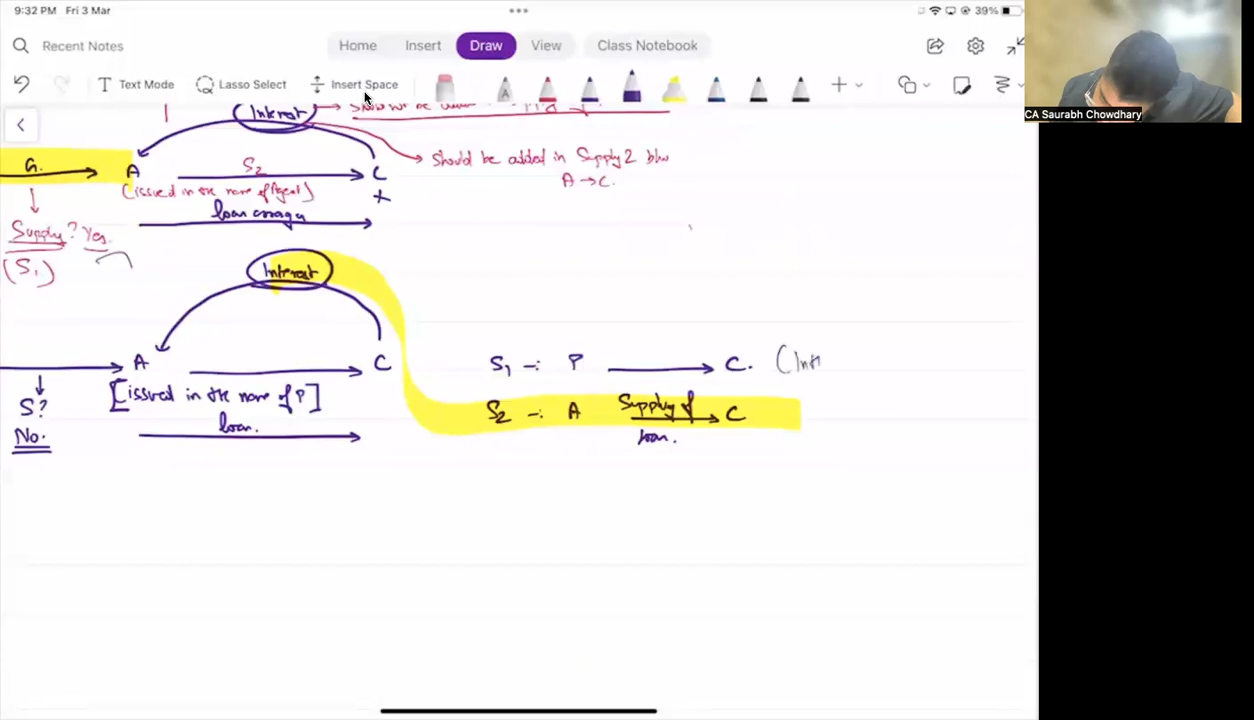 9:32 PM Fri 3 Mar
39%
Recent Notes
Home Insert Draw View Class Notebook
Text Mode Lasso Select Insert Space
CA Saurabh Chowdhary
Interest
Should be added in Supply 2 b/w
A → C.
G. A S2 C
(issued in the name of Agent) +
loan
Supply? Yes.
(S1)
Interest
A C
[issued in the name of P]
loan.
S?
No.
S1 -: P C. (Int
S2 -: A Supply of C
loan.